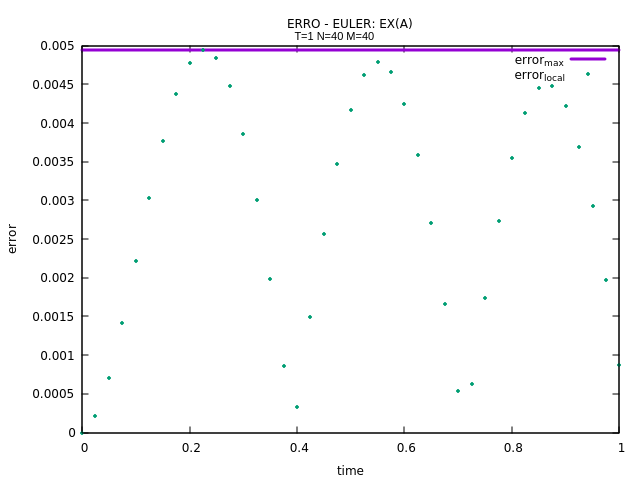 ERRO - EULER: EX(A)
T=1 N=40 M=40
error_max
error_local
0.005
0.0045
0.004
0.0035
0.003
0.0025
0.002
0.0015
0.001
0.0005
0
error
0 0.2 0.4 0.6 0.8 1
time